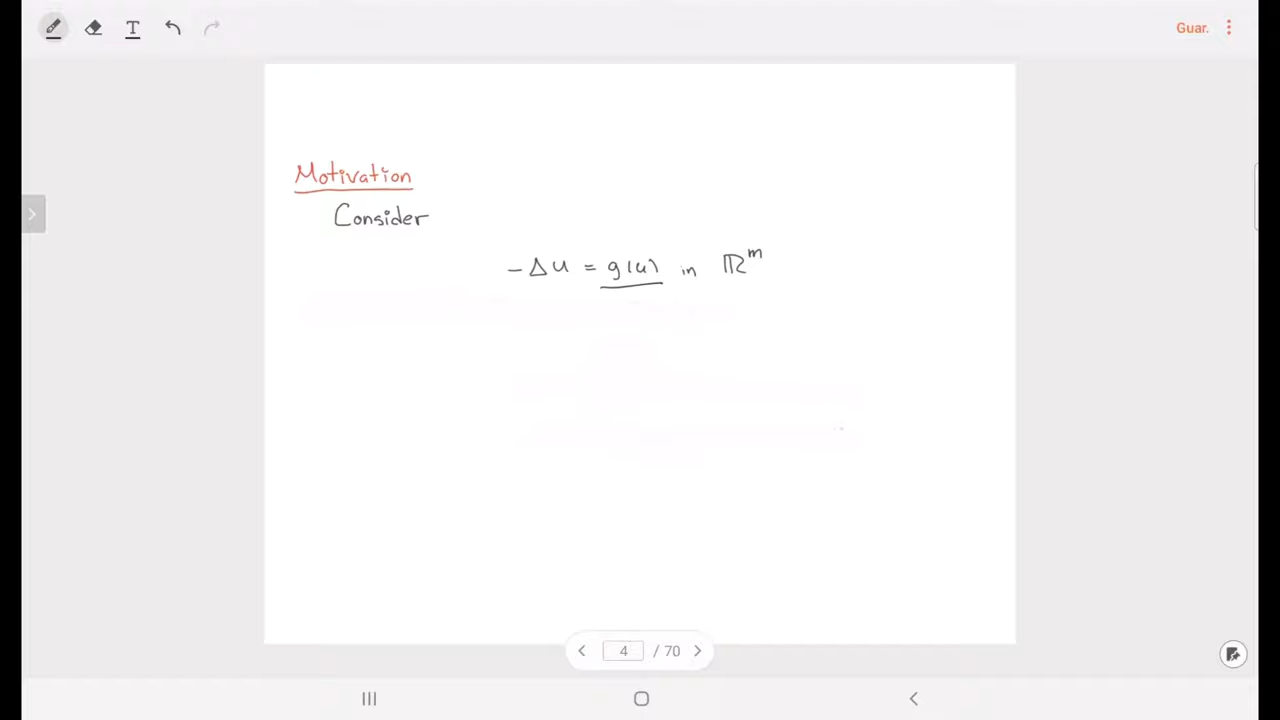 T
Guar.
Motivation
Consider
-Δu = g(u) in ℝ^m
4 / 70